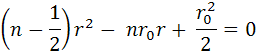 (n − 1/2) r² − nr₀r + r₀²/2 = 0